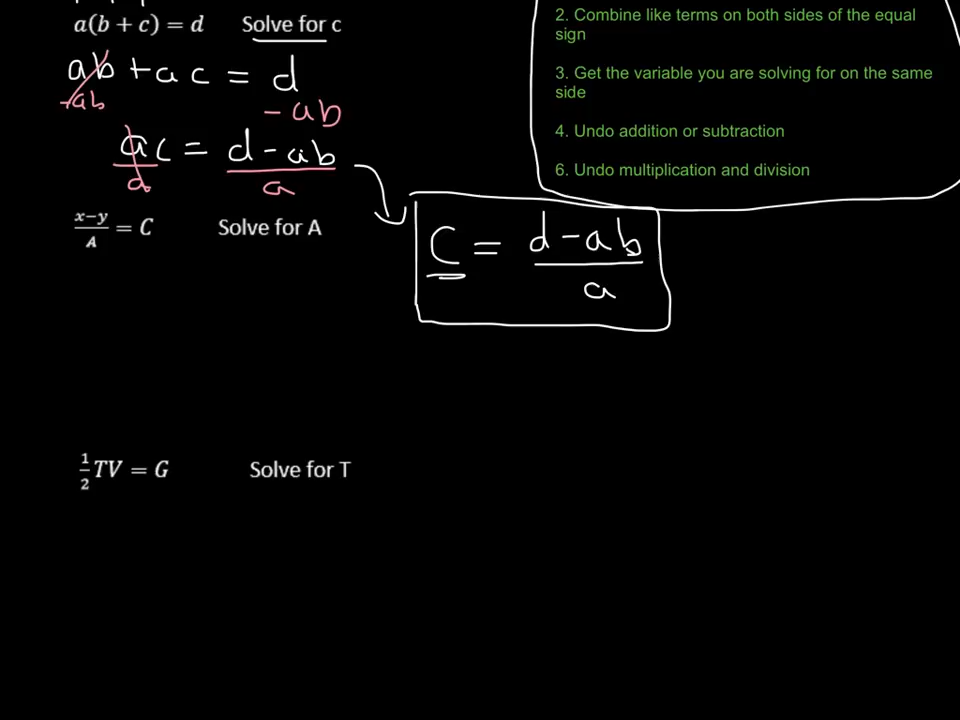 a(b + c) = d Solve for c
ab + ac = d
-ab - ab
ac = d - ab
a a
x−y/A = C Solve for A
C = d - ab
a
1/2 TV = G Solve for T
2. Combine like terms on both sides of the equal
sign
3. Get the variable you are solving for on the same
side
4. Undo addition or subtraction
6. Undo multiplication and division